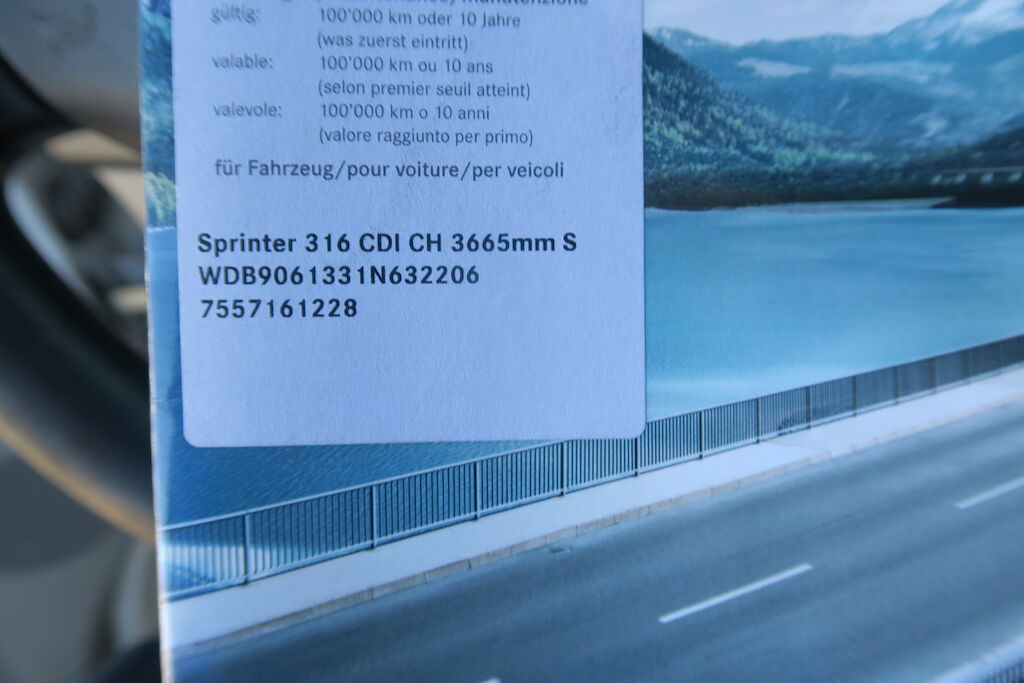 gültig: 100'000 km oder 10 Jahre
(was zuerst eintritt)
valable: 100'000 km ou 10 ans
(selon premier seuil atteint)
valevole: 100'000 km o 10 anni
(valore raggiunto per primo)
für Fahrzeug/pour voiture/per veicoli
Sprinter 316 CDI CH 3665mm S
WDB9061331N632206
7557161228